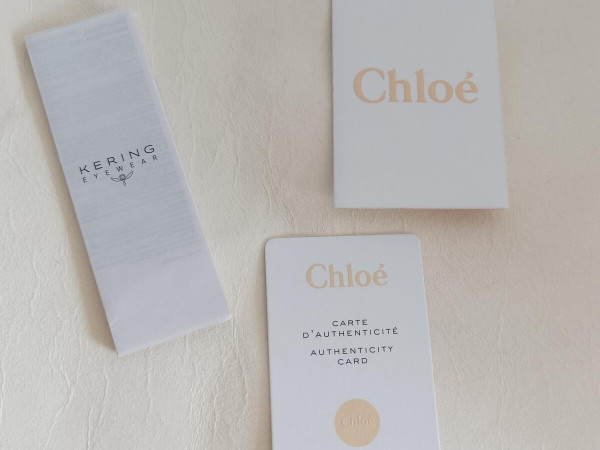 KERING
EYEWEAR
Chloé
Chloé
CARTE
D'AUTHENTICITÉ
AUTHENTICITY
CARD
Chloé